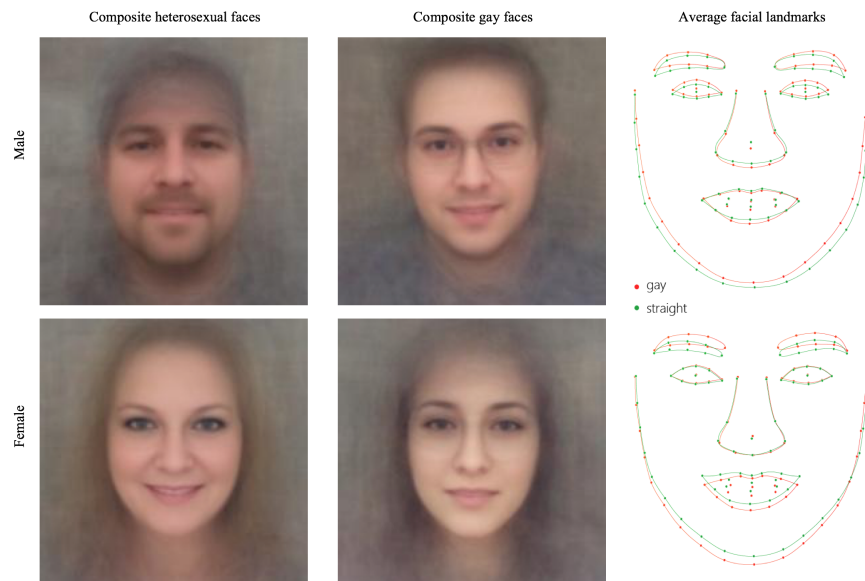 Composite heterosexual faces
Composite gay faces
Average facial landmarks
Male
gay
straight
Female